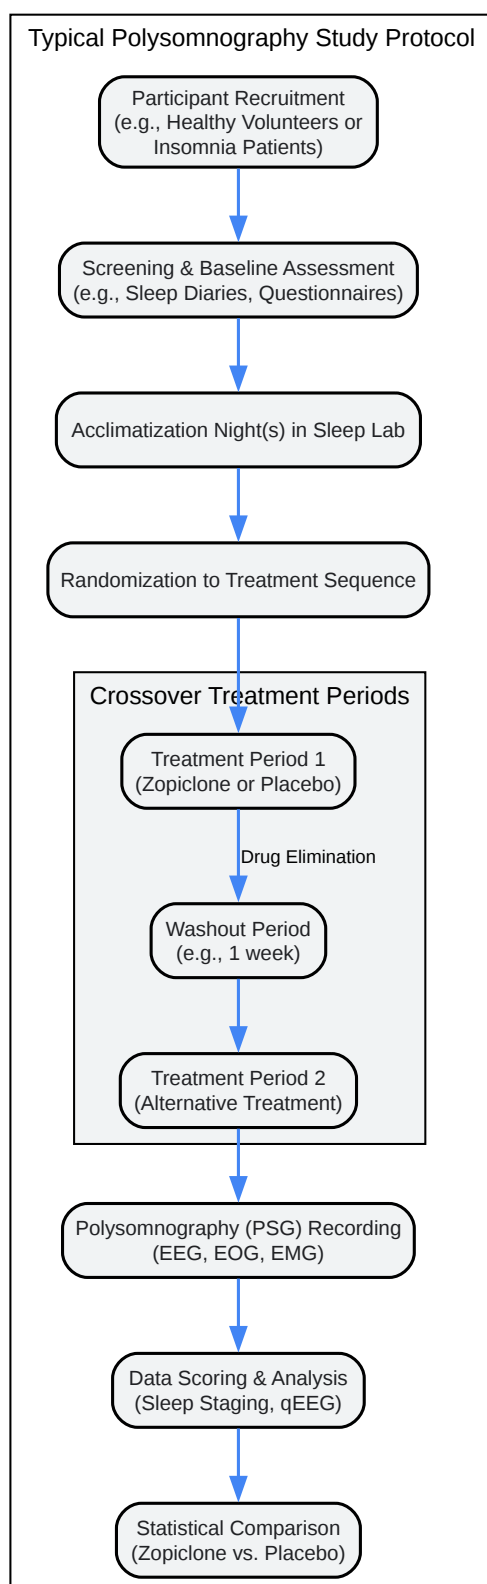 Typical Polysomnography Study Protocol
Participant Recruitment
(e.g., Healthy Volunteers or
Insomnia Patients)
Screening & Baseline Assessment
(e.g., Sleep Diaries, Questionnaires)
Acclimatization Night(s) in Sleep Lab
Randomization to Treatment Sequence
Crossover Treatment Periods
Treatment Period 1
(Zopiclone or Placebo)
Drug Elimination
Washout Period
(e.g., 1 week)
Treatment Period 2
(Alternative Treatment)
Polysomnography (PSG) Recording
(EEG, EOG, EMG)
Data Scoring & Analysis
(Sleep Staging, qEEG)
Statistical Comparison
(Zopiclone vs. Placebo)